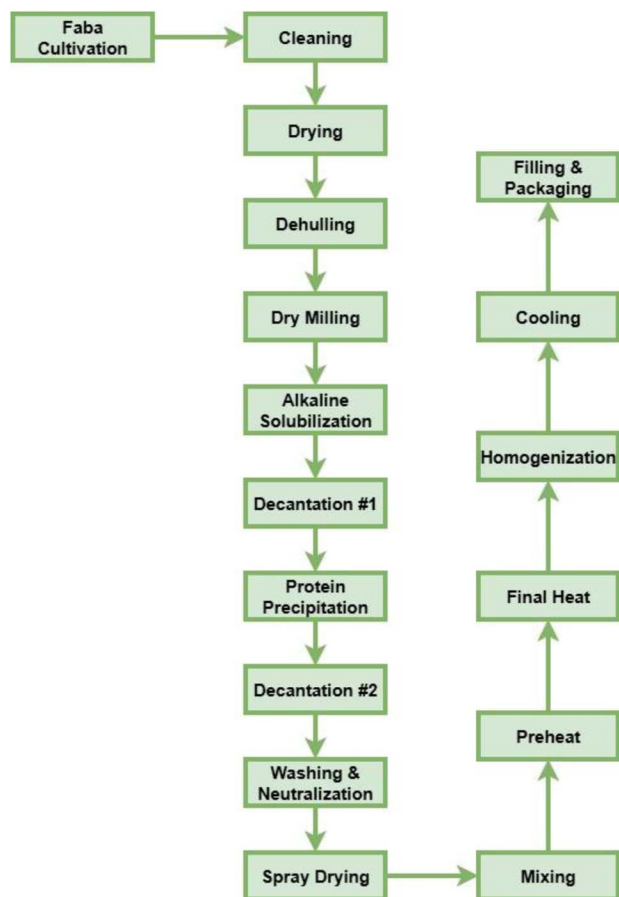 Faba
Cultivation
Cleaning
Drying
Dehulling
Dry Milling
Alkaline
Solubilization
Decantation #1
Protein
Precipitation
Decantation #2
Washing &
Neutralization
Spray Drying
Mixing
Preheat
Final Heat
Homogenization
Cooling
Filling &
Packaging